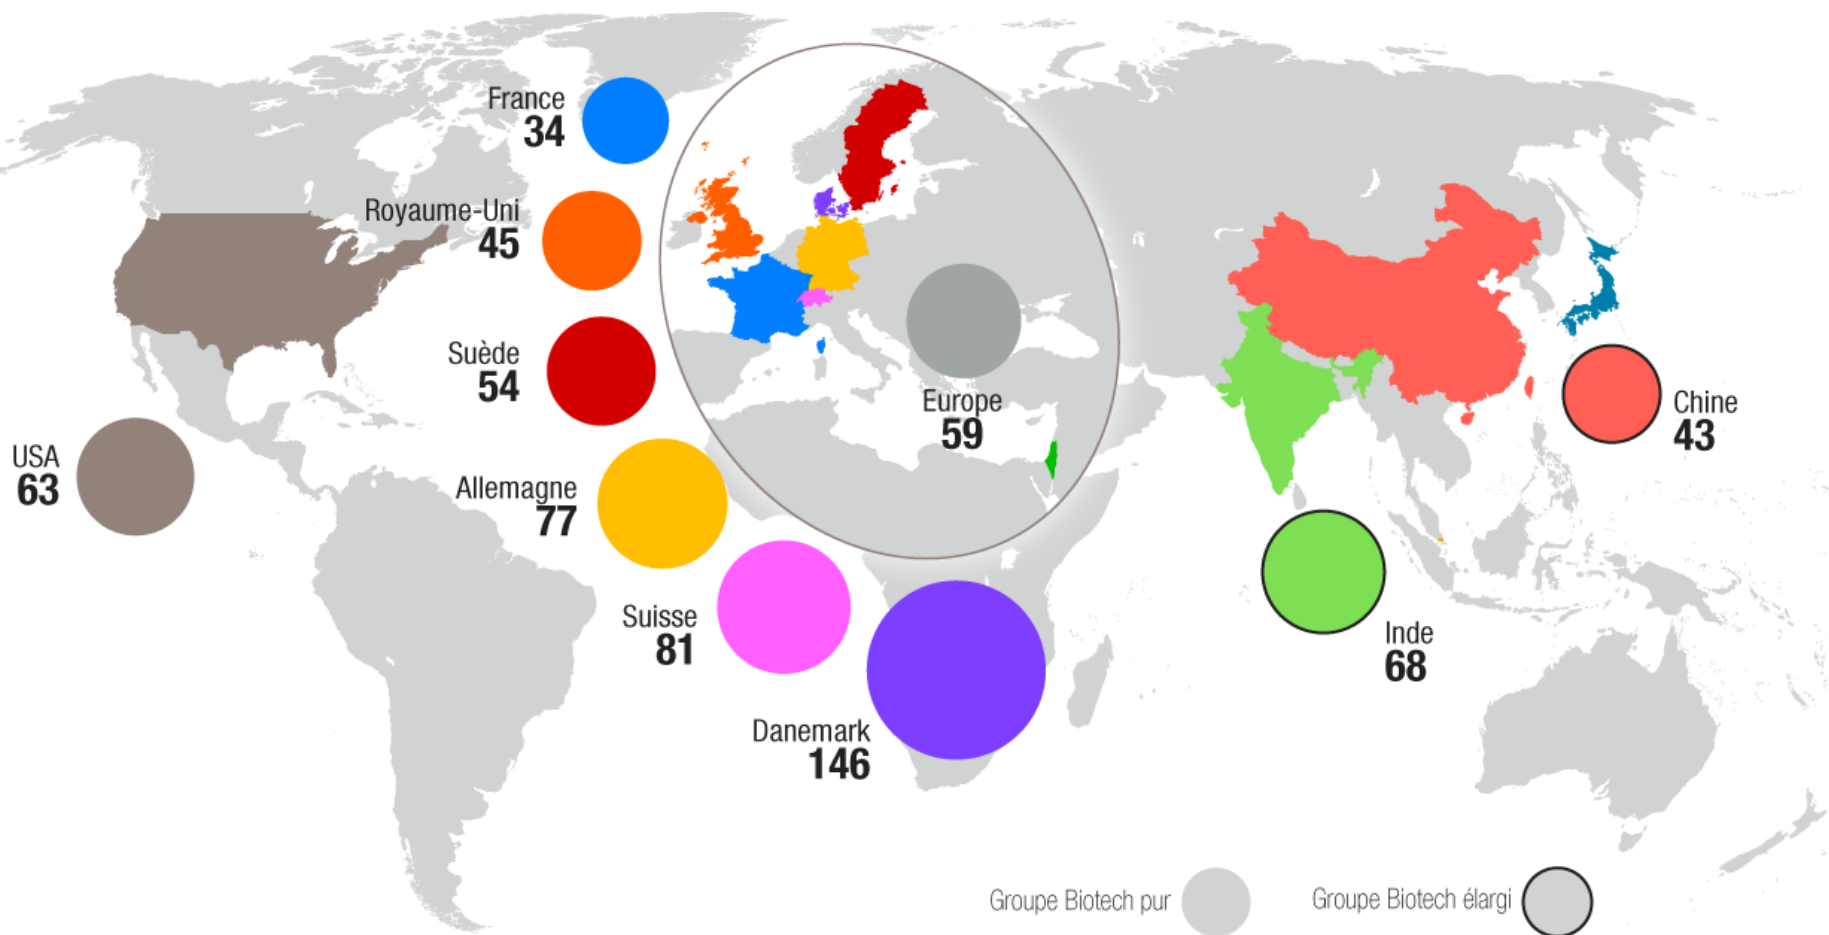 France
34
Royaume-Uni
45
Suède
54
USA
63
Allemagne
77
Suisse
81
Danemark
146
Europe
59
Chine
43
Inde
68
Groupe Biotech pur
Groupe Biotech élargi